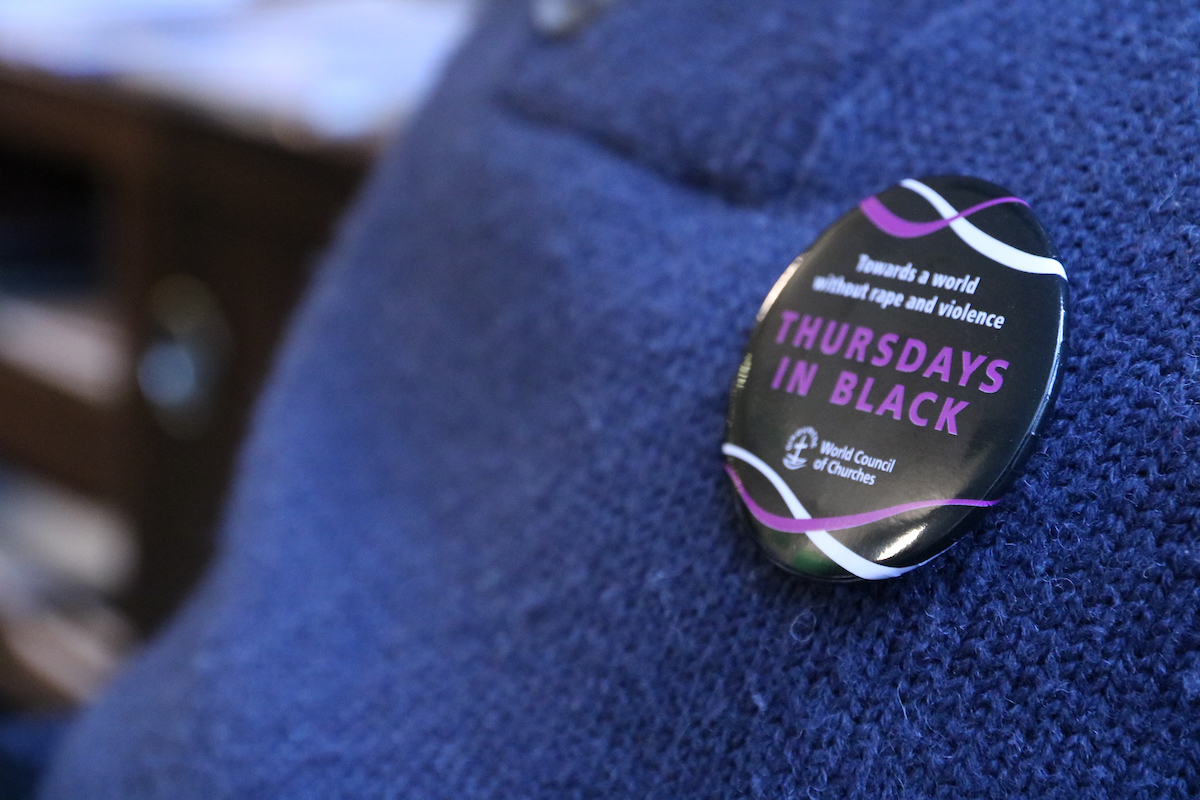 Towards a world
without rape and violence
THURSDAYS
IN BLACK
World Council
of Churches